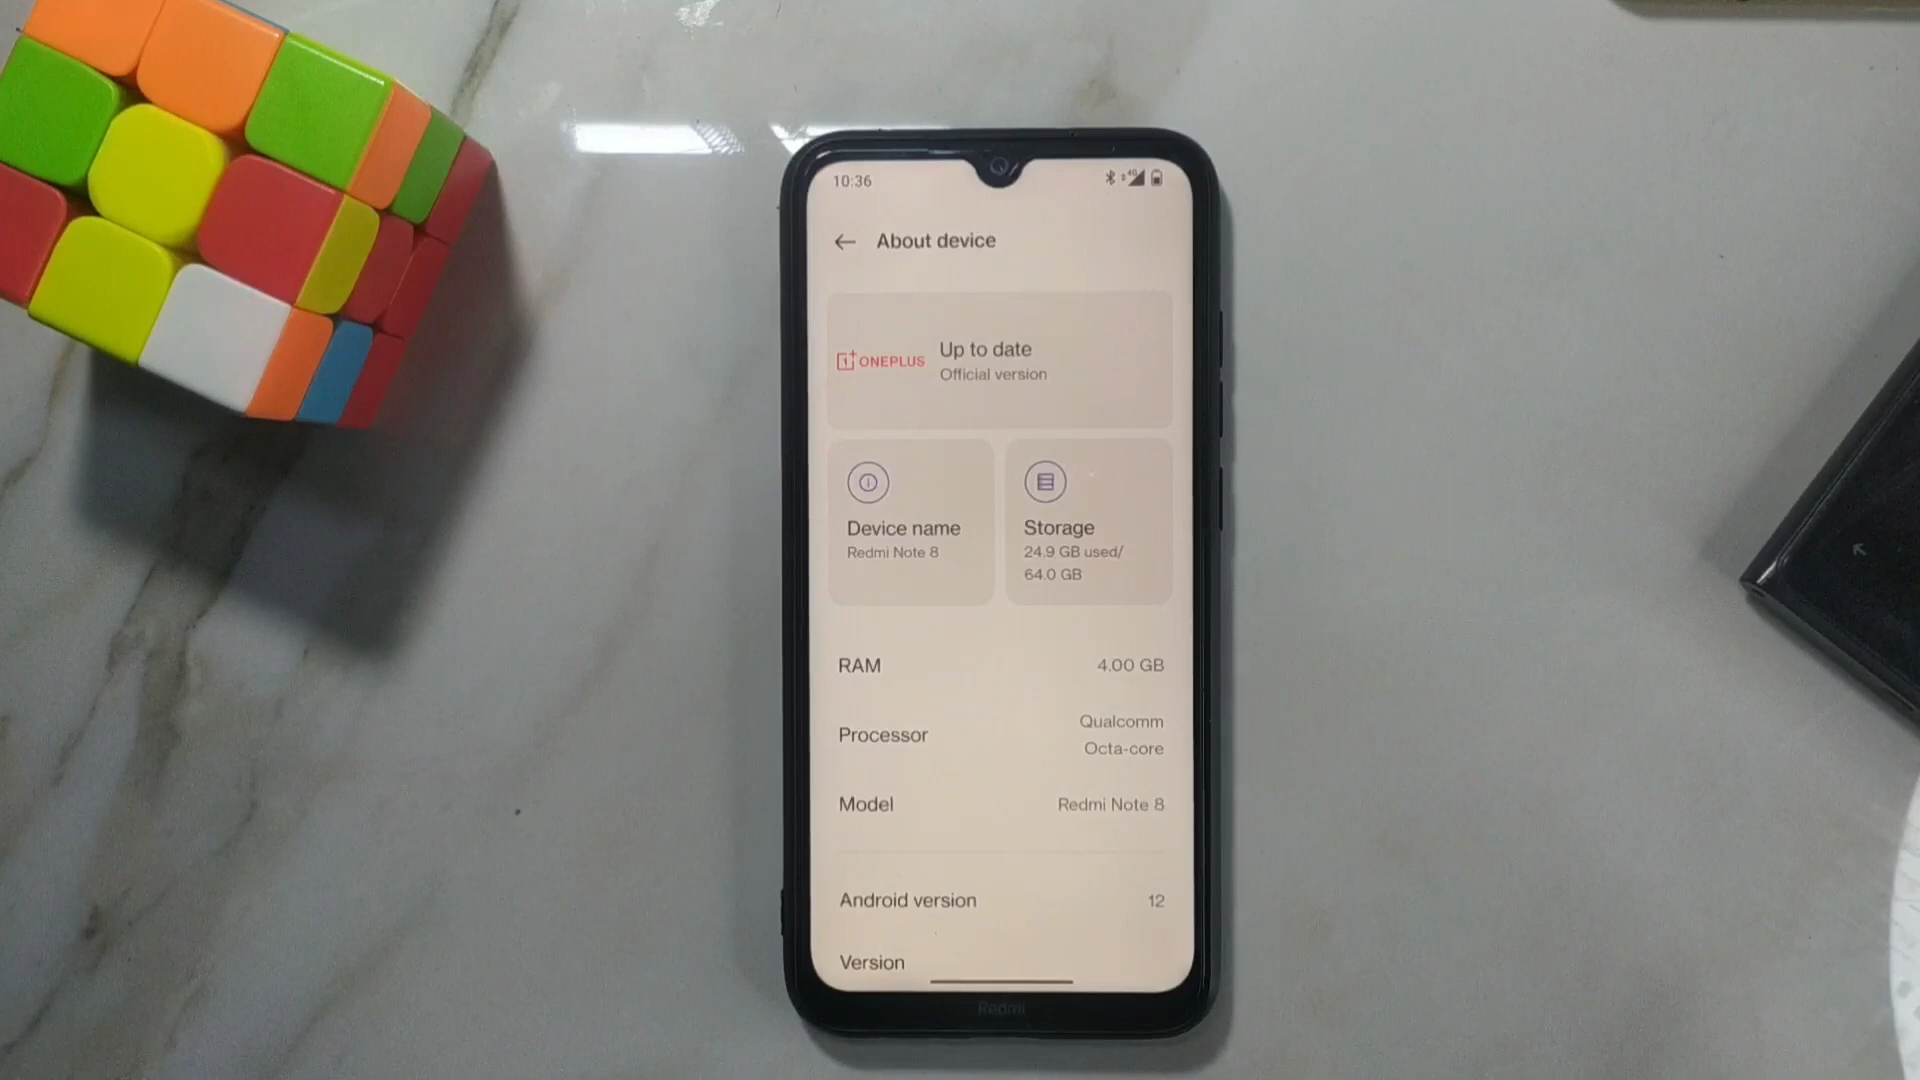 10:36
4G
About device
ONEPLUS
Up to date
Official version
Device name
Redmi Note 8
Storage
24.9 GB used/
64.0 GB
RAM
4.00 GB
Processor
Qualcomm
Octa-core
Model
Redmi Note 8
Android version
12
Version
Redmi